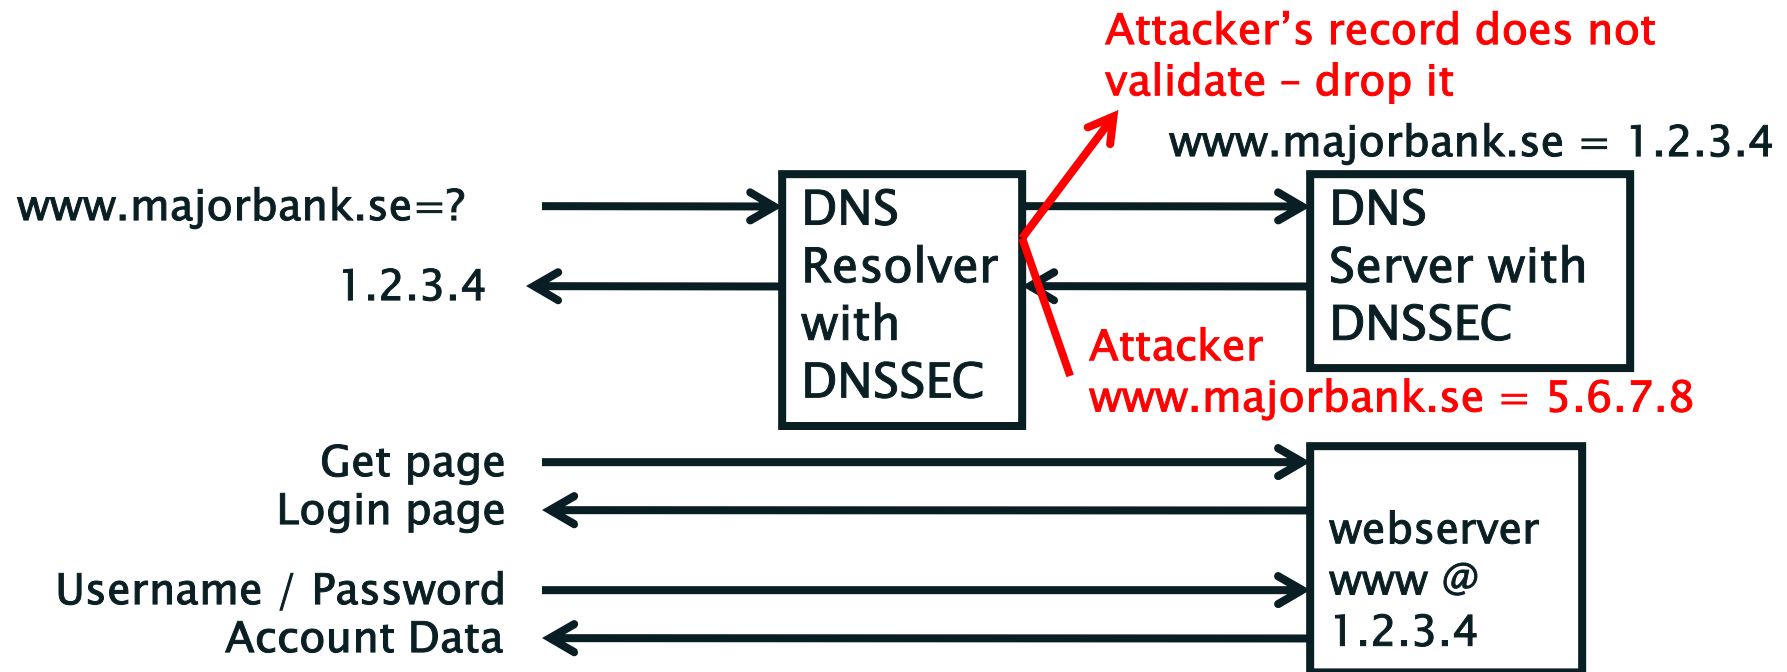 Attacker’s record does not
validate – drop it
www.majorbank.se = 1.2.3.4
www.majorbank.se=?
1.2.3.4
DNS
Resolver
with
DNSSEC
DNS
Server with
DNSSEC
Attacker
www.majorbank.se = 5.6.7.8
Get page
Login page
Username / Password
Account Data
webserver
www @
1.2.3.4